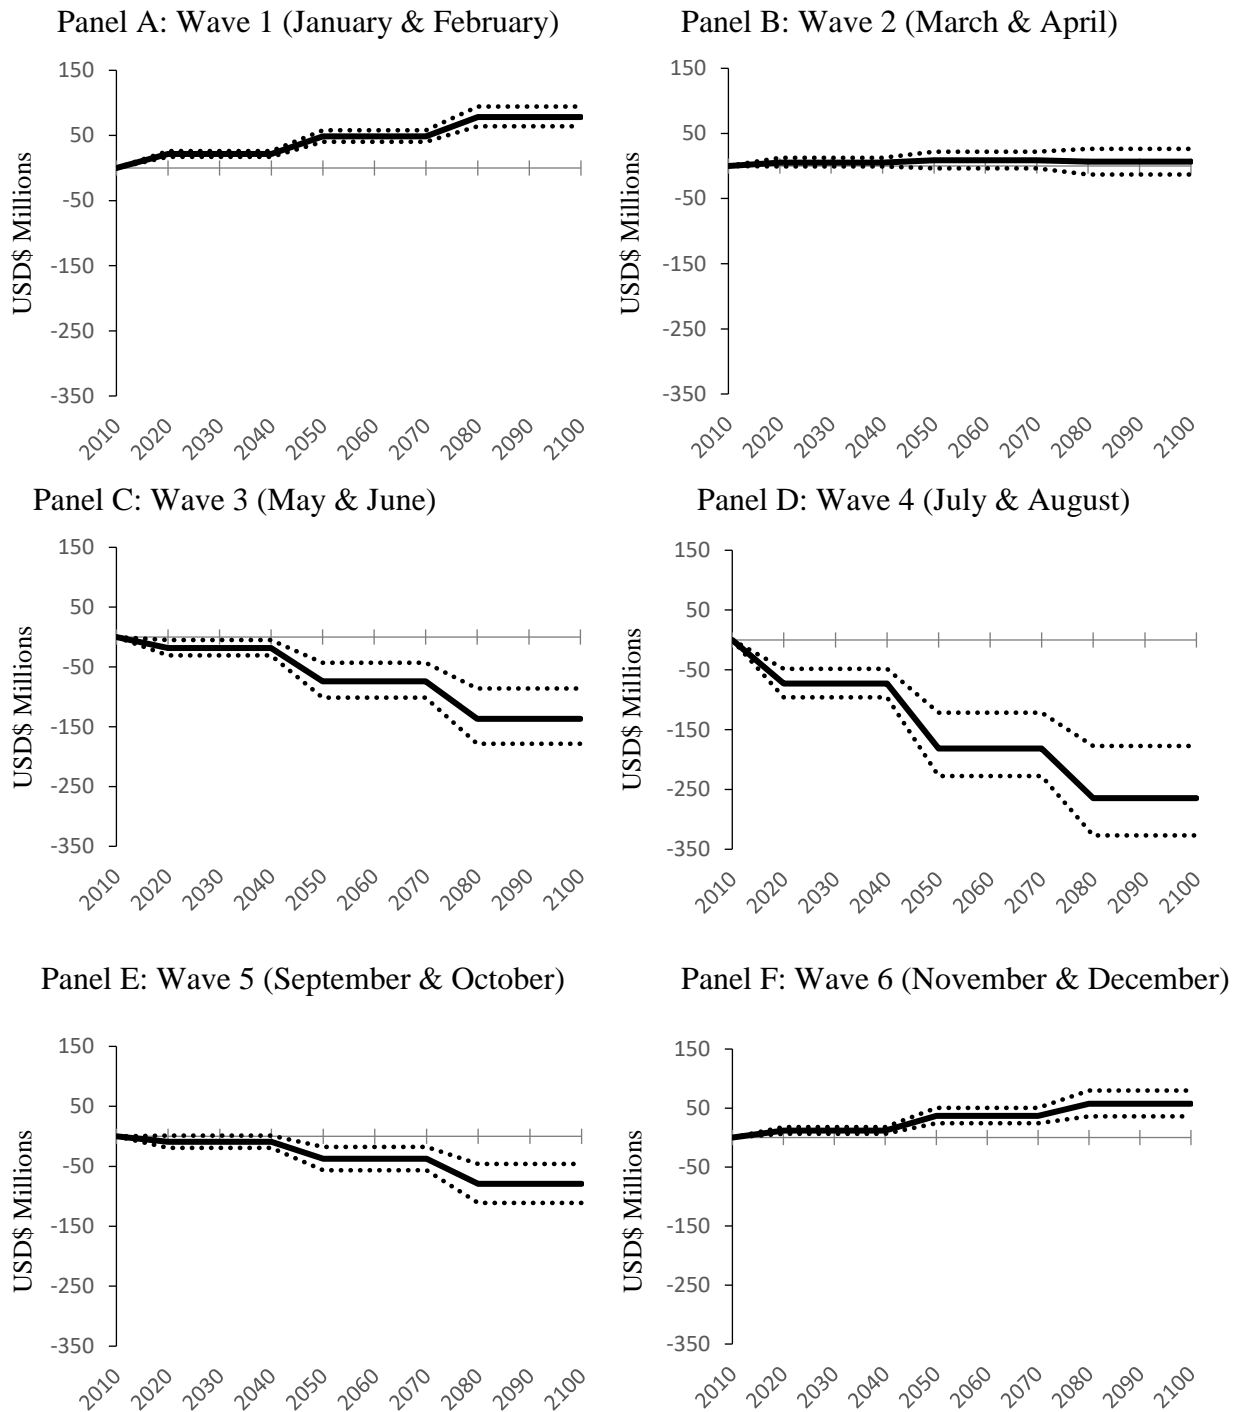 Panel A: Wave 1 (January & February)
150
50
-50
-150
-250
-350
USD$ Millions
2010 2020 2030 2040 2050 2060 2070 2080 2090 2100
Panel B: Wave 2 (March & April)
150
50
-50
-150
-250
-350
USD$ Millions
2010 2020 2030 2040 2050 2060 2070 2080 2090 2100
Panel C: Wave 3 (May & June)
150
50
-50
-150
-250
-350
USD$ Millions
2010 2020 2030 2040 2050 2060 2070 2080 2090 2100
Panel D: Wave 4 (July & August)
150
50
-50
-150
-250
-350
USD$ Millions
2010 2020 2030 2040 2050 2060 2070 2080 2090 2100
Panel E: Wave 5 (September & October)
150
50
-50
-150
-250
-350
USD$ Millions
2010 2020 2030 2040 2050 2060 2070 2080 2090 2100
Panel F: Wave 6 (November & December)
150
50
-50
-150
-250
-350
USD$ Millions
2010 2020 2030 2040 2050 2060 2070 2080 2090 2100